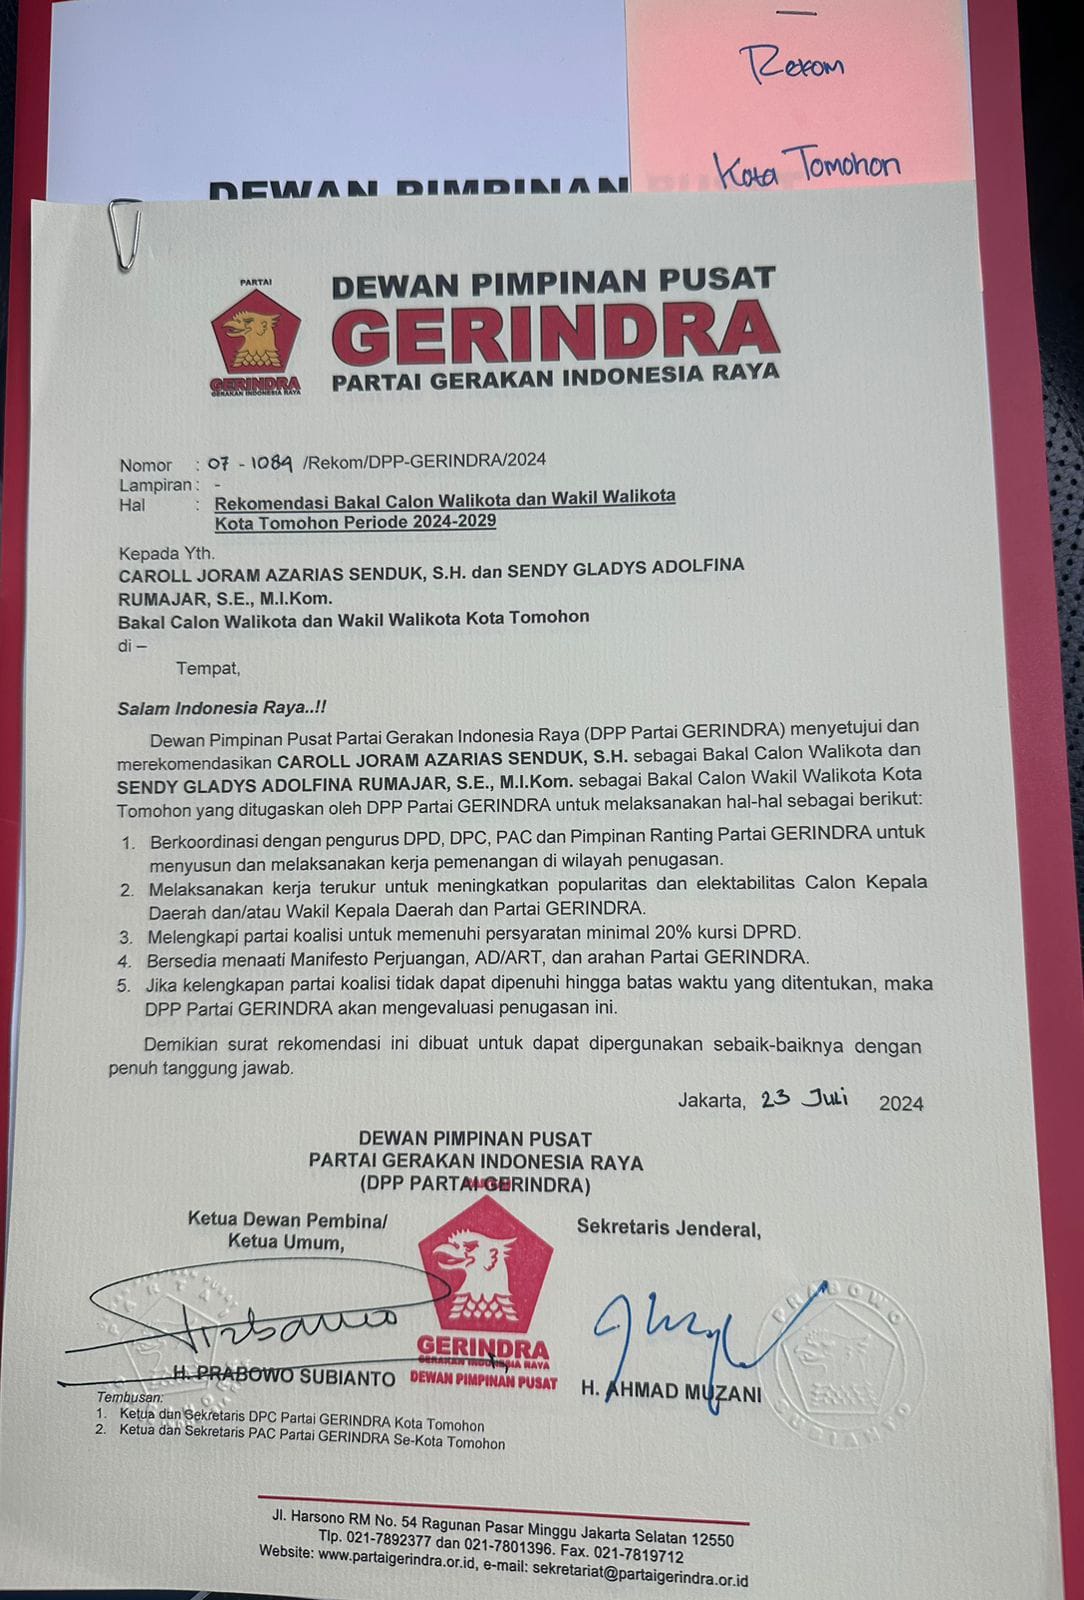 Rekom
Kota Tomohon
DEWAN PIMPINAN
PARTAI
GERINDRA
GERAKAN INDONESIA RAYA
DEWAN PIMPINAN PUSAT
GERINDRA
PARTAI GERAKAN INDONESIA RAYA
Nomor : 07 - 1089 /Rekom/DPP-GERINDRA/2024
Lampiran : -
Hal : Rekomendasi Bakal Calon Walikota dan Wakil Walikota
Kota Tomohon Periode 2024-2029
Kepada Yth.
CAROLL JORAM AZARIAS SENDUK, S.H. dan SENDY GLADYS ADOLFINA
RUMAJAR, S.E., M.I.Kom.
Bakal Calon Walikota dan Wakil Walikota Kota Tomohon
di –
Tempat,
Salam Indonesia Raya..!!
Dewan Pimpinan Pusat Partai Gerakan Indonesia Raya (DPP Partai GERINDRA) menyetujui dan
merekomendasikan CAROLL JORAM AZARIAS SENDUK, S.H. sebagai Bakal Calon Walikota dan
SENDY GLADYS ADOLFINA RUMAJAR, S.E., M.I.Kom. sebagai Bakal Calon Wakil Walikota Kota
Tomohon yang ditugaskan oleh DPP Partai GERINDRA untuk melaksanakan hal-hal sebagai berikut:
1. Berkoordinasi dengan pengurus DPD, DPC, PAC dan Pimpinan Ranting Partai GERINDRA untuk
menyusun dan melaksanakan kerja pemenangan di wilayah penugasan.
2. Melaksanakan kerja terukur untuk meningkatkan popularitas dan elektabilitas Calon Kepala
Daerah dan/atau Wakil Kepala Daerah dan Partai GERINDRA.
3. Melengkapi partai koalisi untuk memenuhi persyaratan minimal 20% kursi DPRD.
4. Bersedia menaati Manifesto Perjuangan, AD/ART, dan arahan Partai GERINDRA.
5. Jika kelengkapan partai koalisi tidak dapat dipenuhi hingga batas waktu yang ditentukan, maka
DPP Partai GERINDRA akan mengevaluasi penugasan ini.
Demikian surat rekomendasi ini dibuat untuk dapat dipergunakan sebaik-baiknya dengan
penuh tanggung jawab.
Jakarta, 23 Juli 2024
DEWAN PIMPINAN PUSAT
PARTAI GERAKAN INDONESIA RAYA
(DPP PARTAI GERINDRA)
Ketua Dewan Pembina/
Ketua Umum,
Sekretaris Jenderal,
GERINDRA
GERAKAN INDONESIA RAYA
DEWAN PIMPINAN PUSAT
PRABOWO
SUBIANTO
H. PRABOWO SUBIANTO
H. AHMAD MUZANI
Tembusan:
1. Ketua dan Sekretaris DPC Partai GERINDRA Kota Tomohon
2. Ketua dan Sekretaris PAC Partai GERINDRA Se-Kota Tomohon
Jl. Harsono RM No. 54 Ragunan Pasar Minggu Jakarta Selatan 12550
Tlp. 021-7892377 dan 021-7801396. Fax. 021-7819712
Website: www.partaigerindra.or.id, e-mail: sekretariat@partaigerindra.or.id